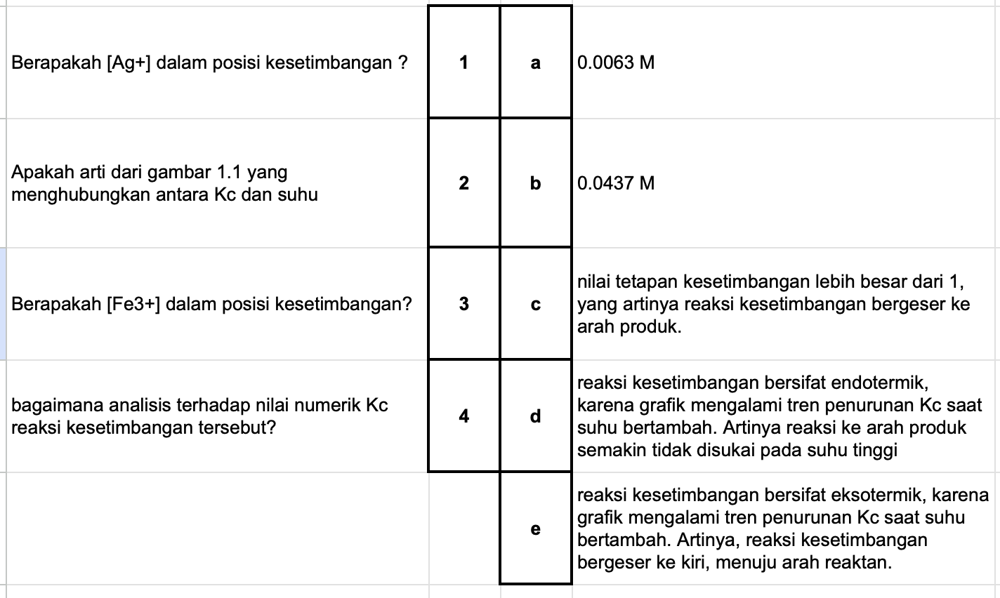 Berapakah [Ag+] dalam posisi kesetimbangan ?
1
a
0.0063 M
Apakah arti dari gambar 1.1 yang
menghubungkan antara Kc dan suhu
2
b
0.0437 M
Berapakah [Fe3+] dalam posisi kesetimbangan?
3
c
nilai tetapan kesetimbangan lebih besar dari 1,
yang artinya reaksi kesetimbangan bergeser ke
arah produk.
bagaimana analisis terhadap nilai numerik Kc
reaksi kesetimbangan tersebut?
4
d
reaksi kesetimbangan bersifat endotermik,
karena grafik mengalami tren penurunan Kc saat
suhu bertambah. Artinya reaksi ke arah produk
semakin tidak disukai pada suhu tinggi
e
reaksi kesetimbangan bersifat eksotermik, karena
grafik mengalami tren penurunan Kc saat suhu
bertambah. Artinya, reaksi kesetimbangan
bergeser ke kiri, menuju arah reaktan.